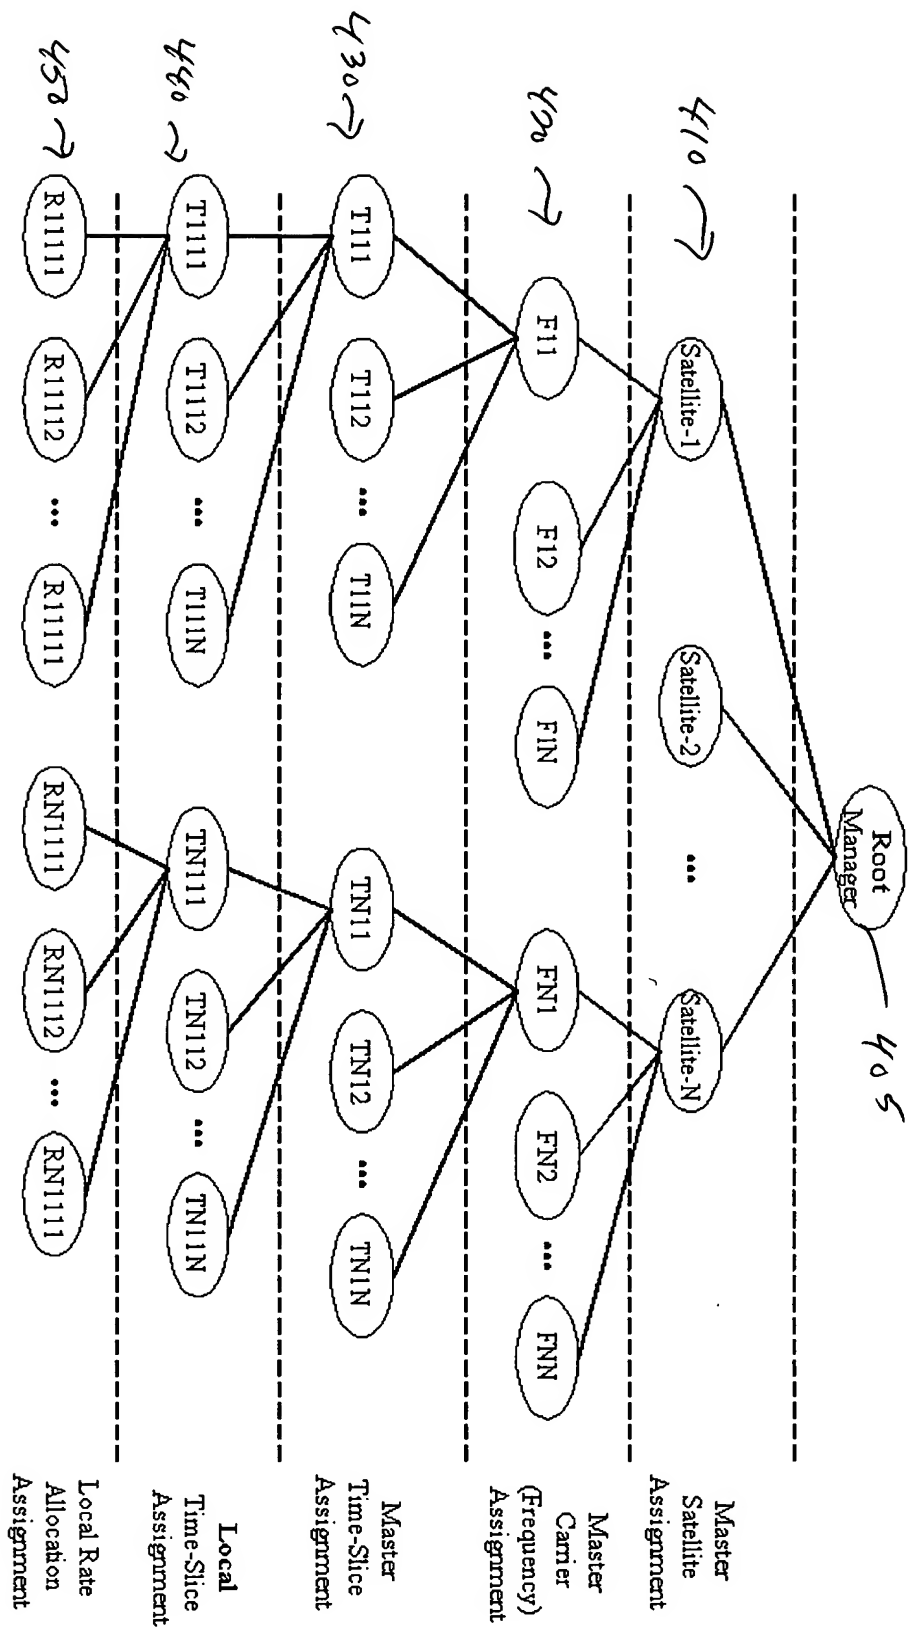 Root
Manager
405
410
Satellite-1
Satellite-2
...
Satellite-N
Master
Satellite
Assignment
420
F11
F12
...
F1N
FN1
FN2
...
FNN
Master
Carrier
(Frequency)
Assignment
430
T111
T112
...
T11N
TN11
TN12
...
TN1N
Master
Time-Slice
Assignment
440
T1111
T1112
...
T111N
TN111
TN112
...
TN11N
Local
Time-Slice
Assignment
450
R11111
R11112
...
R11111
RN1111
RN1112
...
RN1111
Local Rate
Allocation
Assignment